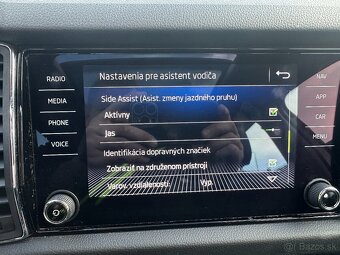 Nastavenia pre asistent vodiča
RADIO
MEDIA
PHONE
VOICE
NAV
APP
CAR
MENU
Side Assist (Asist. zmeny jazdného pruhu)
Aktívny
Jas
Identifikácia dopravných značiek
Zobraziť na združenom prístroji
Varov. vzdialenosti
Vyp.
Bazos.sk